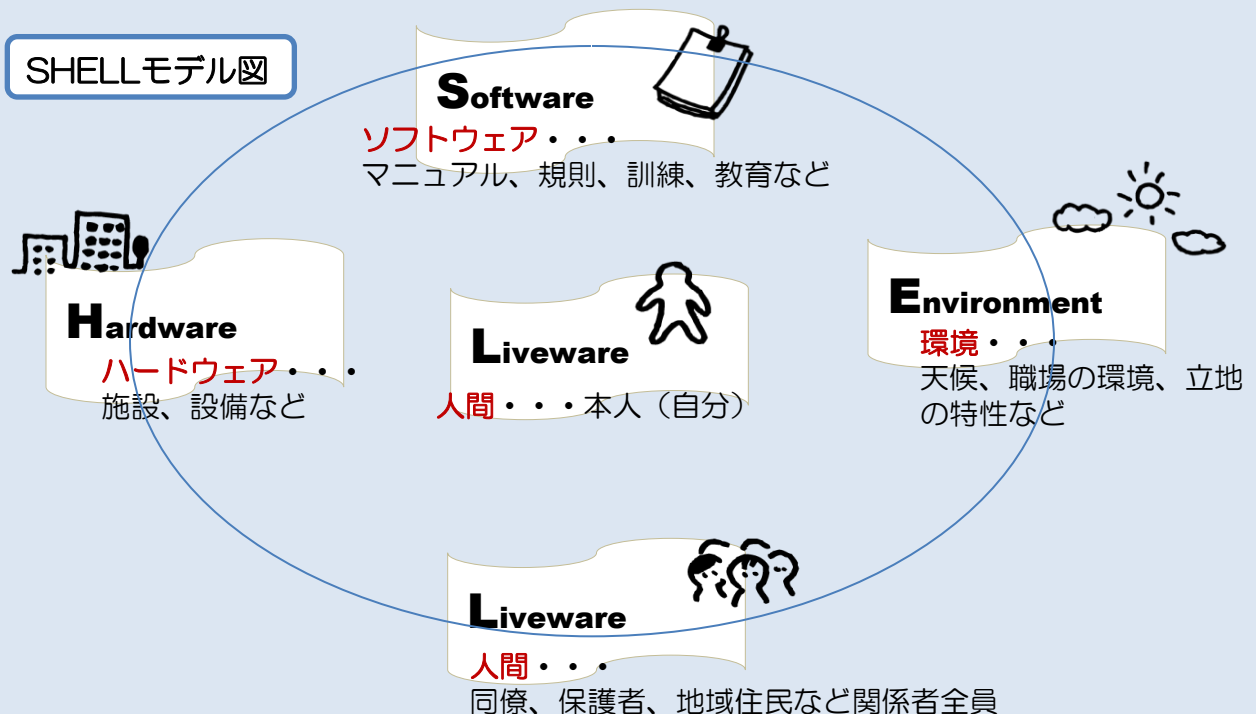 SHELLモデル図
Software
ソフトウェア・・・
マニュアル、規則、訓練、教育など
Hardware
ハードウェア・・・
施設、設備など
Liveware
人間・・・本人（自分）
Environment
環境・・・
天候、職場の環境、立地
の特性など
Liveware
人間・・・
同僚、保護者、地域住民など関係者全員